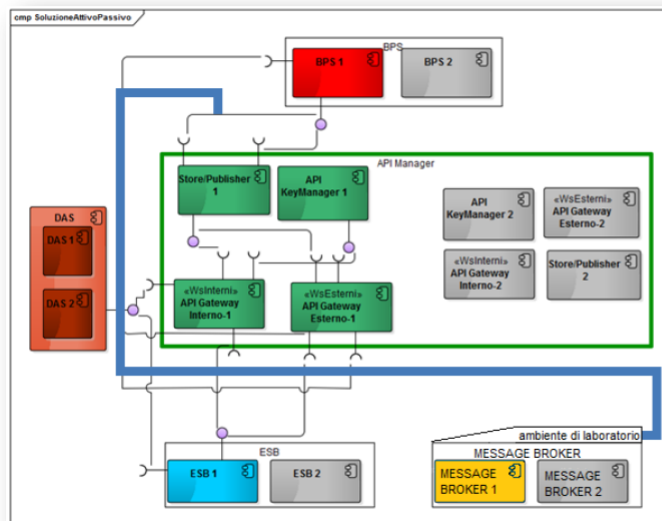 cmp SoluzioneAttivoPassivo
BPS
BPS 1
BPS 2
API Manager
Store/Publisher
1
API
KeyManager 1
API
KeyManager 2
«WsEsterni»
API Gateway
Esterno-2
DAS
DAS 1
DAS 2
«WsInterni»
API Gateway
Interno-1
«WsEsterni»
API Gateway
Esterno-1
«WsInterni»
API Gateway
Interno-2
Store/Publisher
2
ambiente di laboratorio
ESB
ESB 1
ESB 2
MESSAGE BROKER
MESSAGE
BROKER 1
MESSAGE
BROKER 2